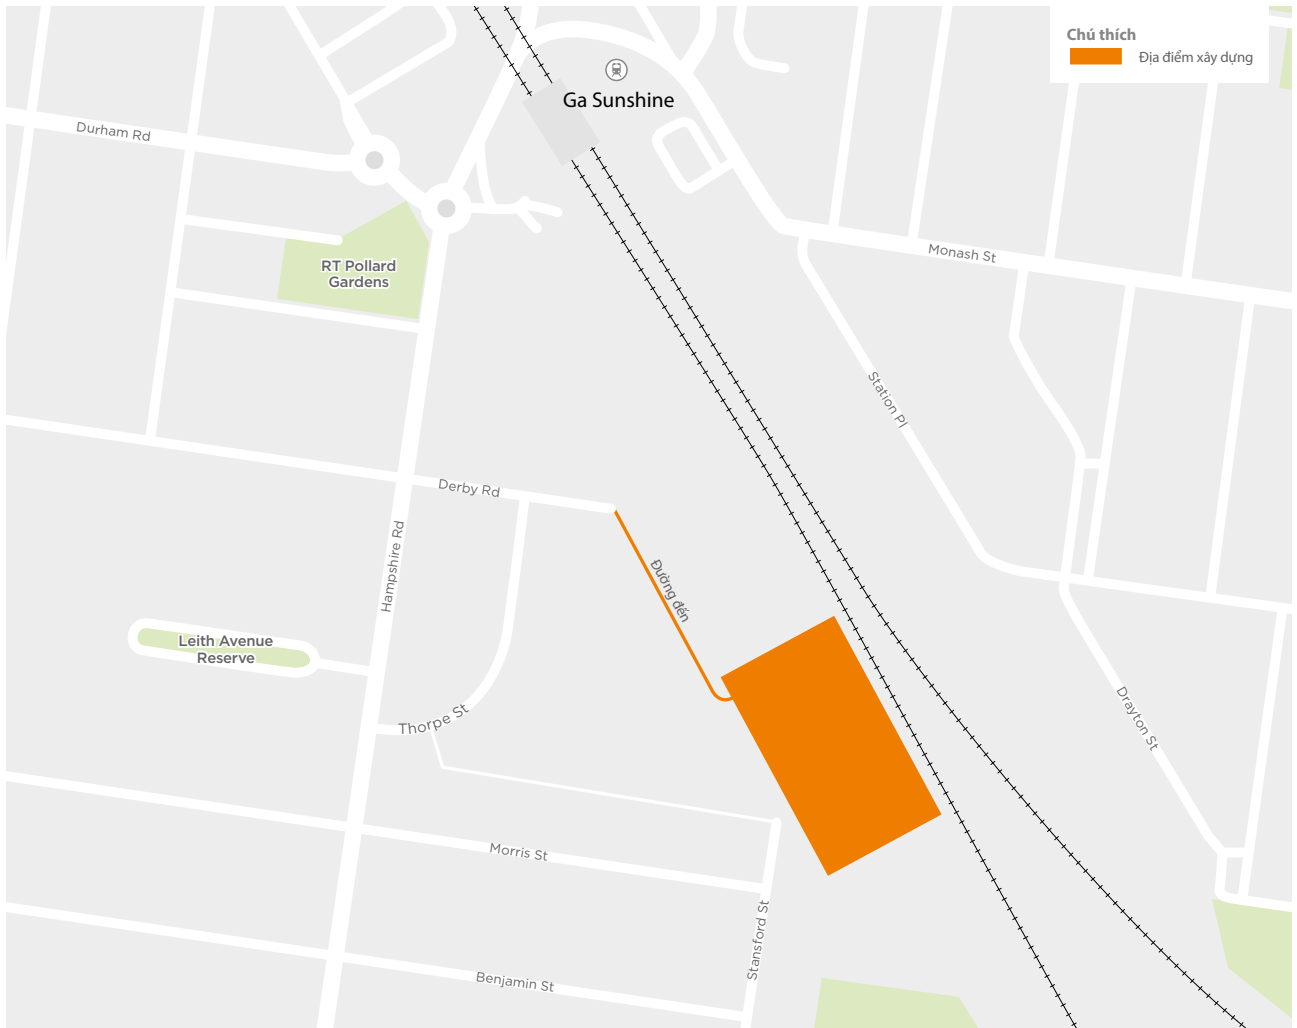 Chú thích
Địa điểm xây dựng
Ga Sunshine
Durham Rd
Monash St
RT Pollard
Gardens
Station Pl
Derby Rd
Hampshire Rd
Đường đến
Leith Avenue
Reserve
Thorpe St
Drayton St
Morris St
Stansford St
Benjamin St